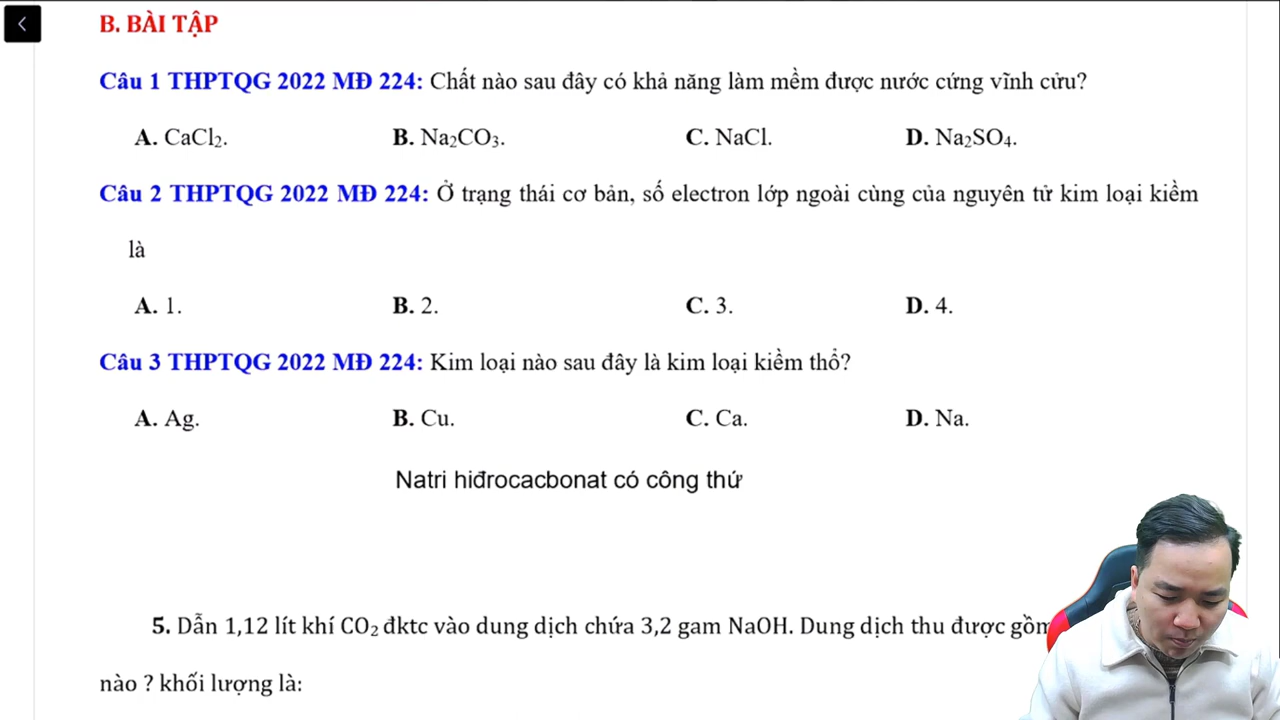 B. BÀI TẬP
Câu 1 THPTQG 2022 MĐ 224: Chất nào sau đây có khả năng làm mềm được nước cứng vĩnh cửu?
A. CaCl₂. B. Na₂CO₃. C. NaCl. D. Na₂SO₄.
Câu 2 THPTQG 2022 MĐ 224: Ở trạng thái cơ bản, số electron lớp ngoài cùng của nguyên tử kim loại kiềm
là
A. 1. B. 2. C. 3. D. 4.
Câu 3 THPTQG 2022 MĐ 224: Kim loại nào sau đây là kim loại kiềm thổ?
A. Ag. B. Cu. C. Ca. D. Na.
Natri hiđrocacbonat có công thứ
5. Dẫn 1,12 lít khí CO₂ đktc vào dung dịch chứa 3,2 gam NaOH. Dung dịch thu được gồm
nào ? khối lượng là: